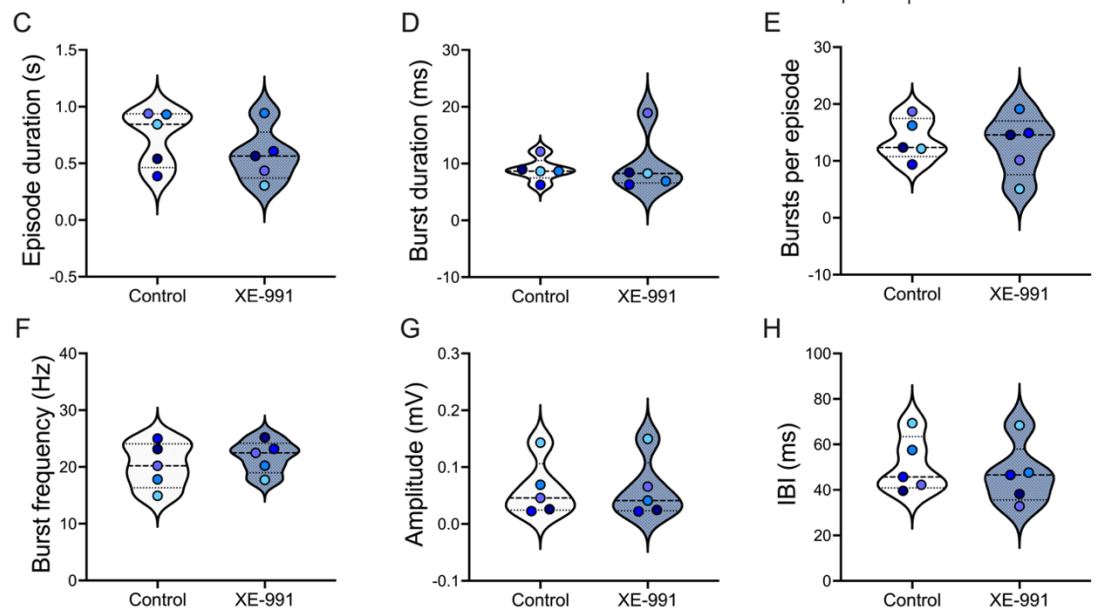 C
Episode duration (s)
1.5
1.0
0.5
0.0
-0.5
Control
XE-991
D
Burst duration (ms)
30
20
10
0
-10
Control
XE-991
E
Bursts per episode
30
20
10
0
-10
Control
XE-991
F
Burst frequency (Hz)
40
30
20
10
0
Control
XE-991
G
Amplitude (mV)
0.3
0.2
0.1
0.0
-0.1
Control
XE-991
H
IBI (ms)
100
80
60
40
20
0
Control
XE-991